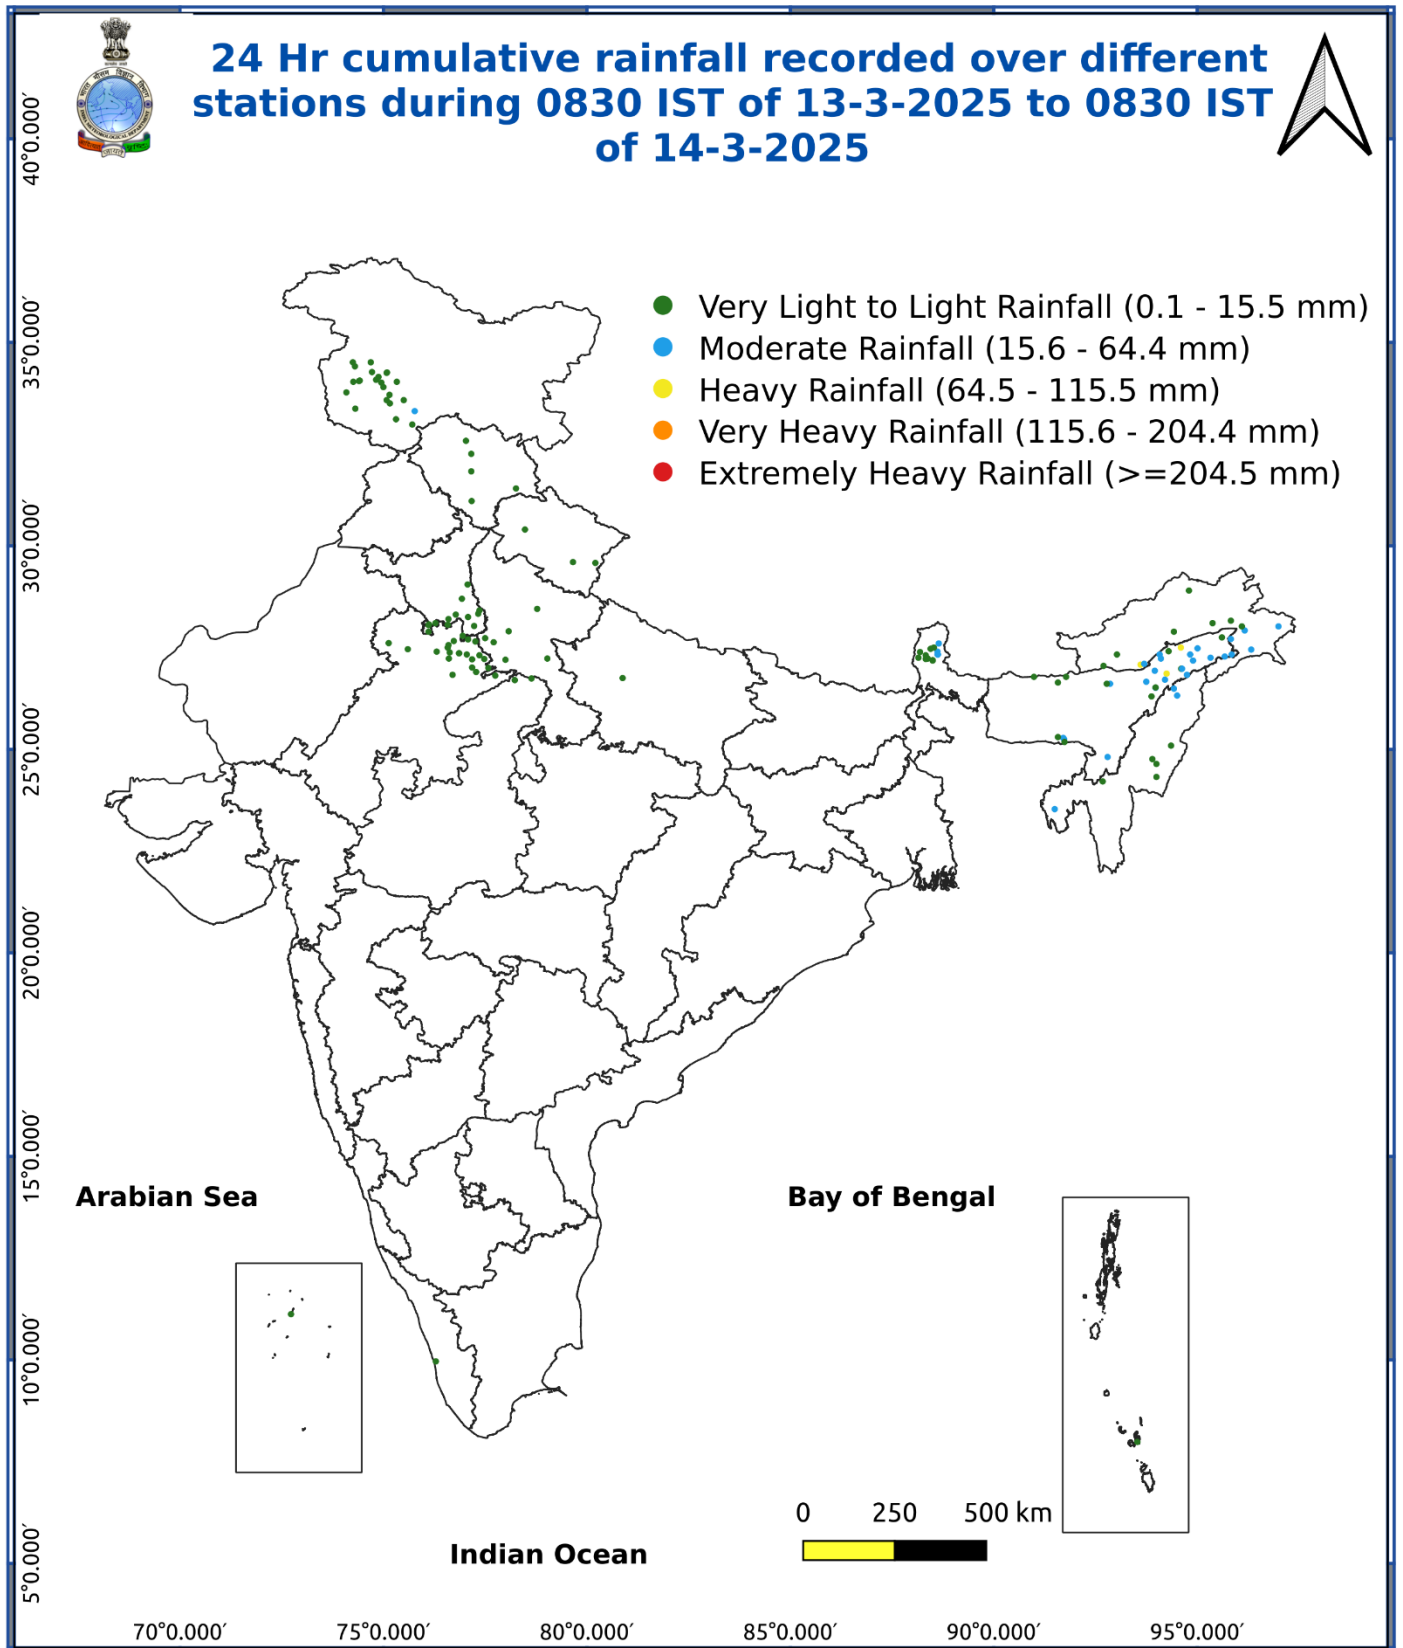 24 Hr cumulative rainfall recorded over different
stations during 0830 IST of 13-3-2025 to 0830 IST
of 14-3-2025
Very Light to Light Rainfall (0.1 - 15.5 mm)
Moderate Rainfall (15.6 - 64.4 mm)
Heavy Rainfall (64.5 - 115.5 mm)
Very Heavy Rainfall (115.6 - 204.4 mm)
Extremely Heavy Rainfall (>=204.5 mm)
40°0.000′
35°0.000′
30°0.000′
25°0.000′
20°0.000′
15°0.000′
10°0.000′
5°0.000′
Arabian Sea
Bay of Bengal
Indian Ocean
0 250 500 km
70°0.000′ 75°0.000′ 80°0.000′ 85°0.000′ 90°0.000′ 95°0.000′